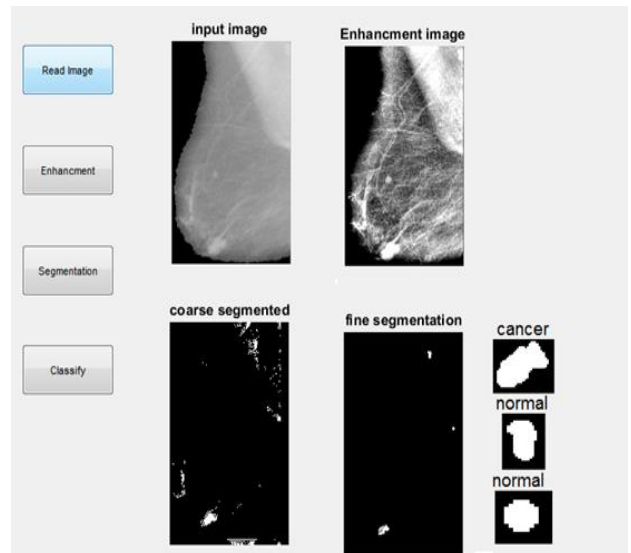 input image
Enhancment image
Read Image
Enhancment
Segmentation
Classify
coarse segmented
fine segmentation
cancer
normal
normal